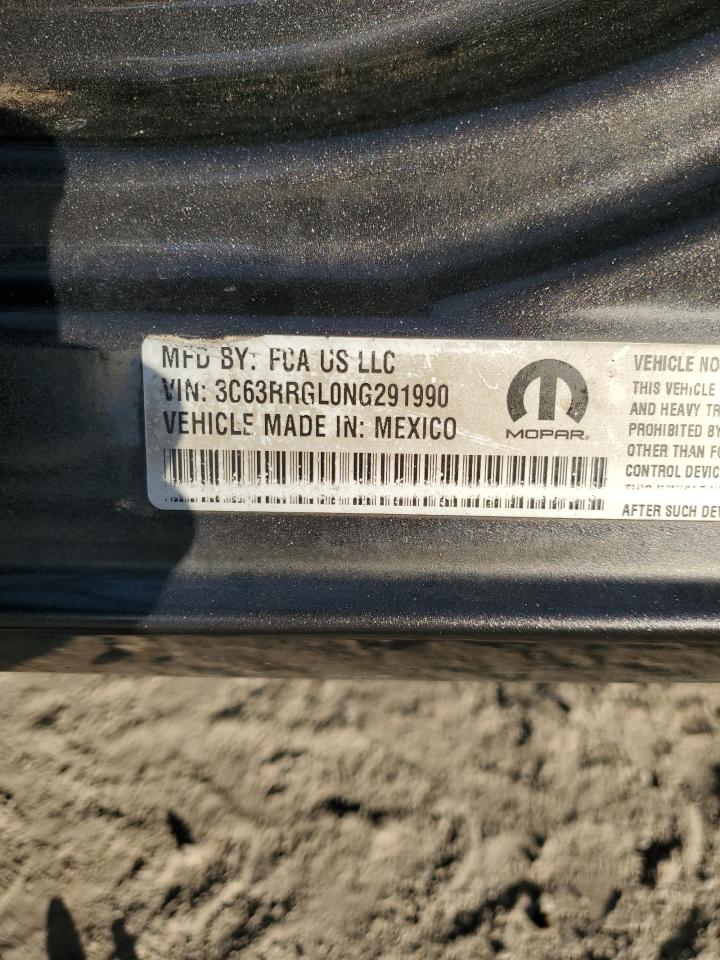 MFD BY: FCA US LLC
VIN: 3C63RRGL0NG291990
VEHICLE MADE IN: MEXICO
MOPAR
VEHICLE NO
THIS VEHICLE
AND HEAVY TR
PROHIBITED BY
OTHER THAN FO
CONTROL DEVIC
AFTER SUCH DEV